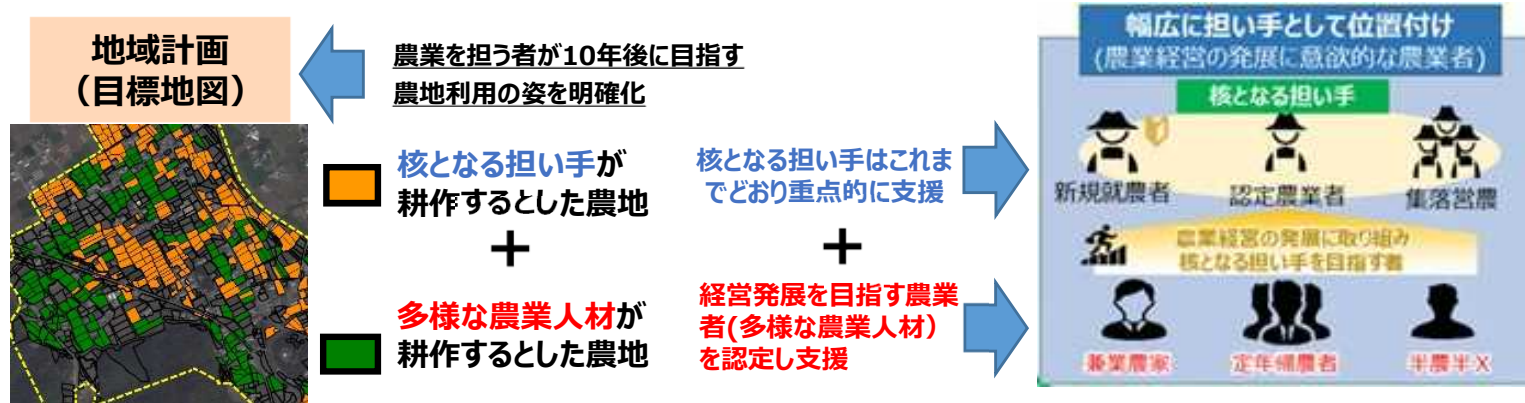 地域計画
（目標地図）
農業を担う者が10年後に目指す
農地利用の姿を明確化
核となる担い手が
耕作するとした農地
＋
多様な農業人材が
耕作するとした農地
核となる担い手はこれま
でどおり重点的に支援
＋
経営発展を目指す農業
者(多様な農業人材）
を認定し支援
幅広に担い手として位置付け
(農業経営の発展に意欲的な農業者)
核となる担い手
新規就農者
認定農業者
集落営農
農業経営の発展に取り組み
核となる担い手を目指す者
兼業農家
定年帰農者
半農半X